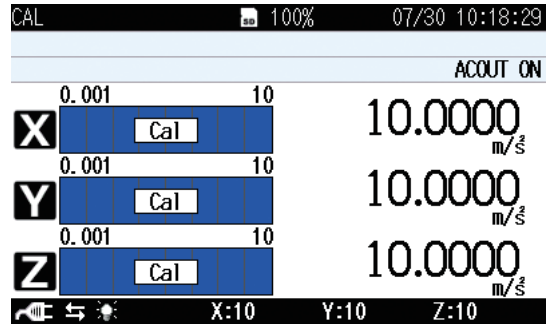 CAL SD 100% 07/30 10:18:29
ACOUT ON
0.001 10
X Cal 10.0000 m/s²
0.001 10
Y Cal 10.0000 m/s²
0.001 10
Z Cal 10.0000 m/s²
X:10 Y:10 Z:10